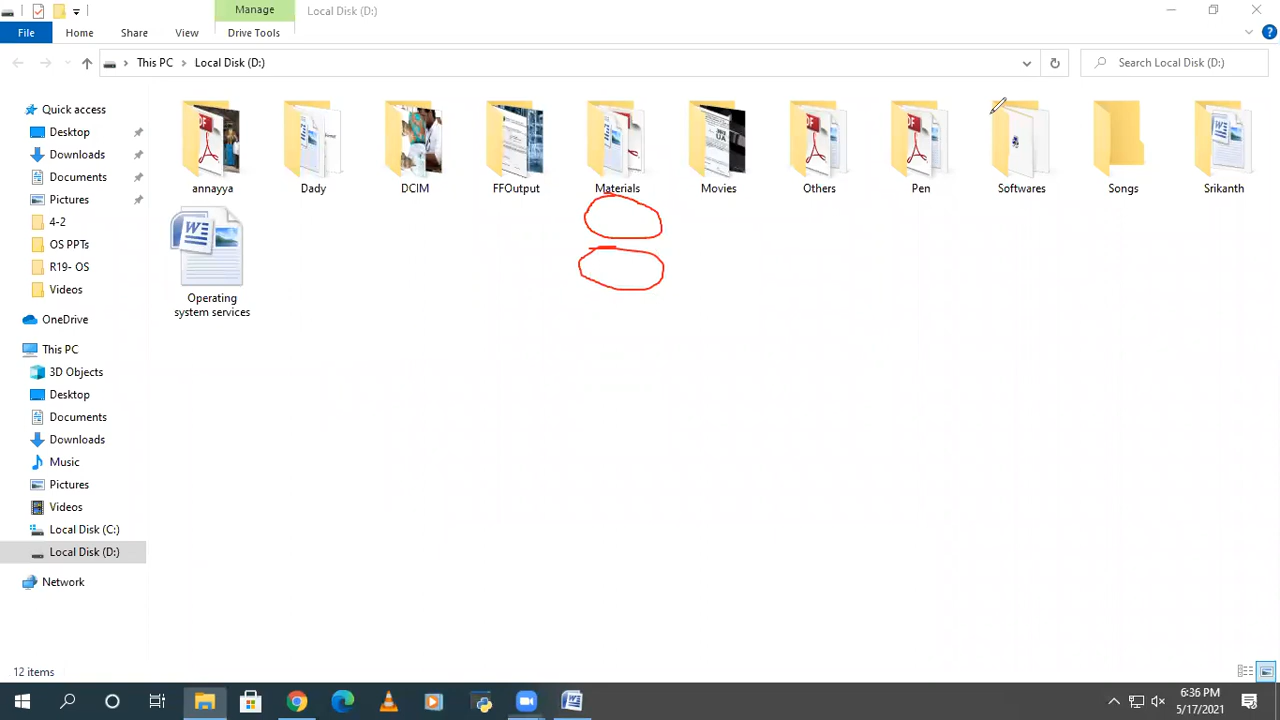 Manage
Local Disk (D:)
File
Home
Share
View
Drive Tools
This PC
Local Disk (D:)
Search Local Disk (D:)
Quick access
Desktop
Downloads
Documents
Pictures
4-2
OS PPTs
R19- OS
Videos
OneDrive
This PC
3D Objects
Desktop
Documents
Downloads
Music
Pictures
Videos
Local Disk (C:)
Local Disk (D:)
Network
annayya
Dady
DCIM
FFOutput
Materials
Movies
Others
Pen
Softwares
Songs
Srikanth
Operating
system services
12 items
6:36 PM
5/17/2021